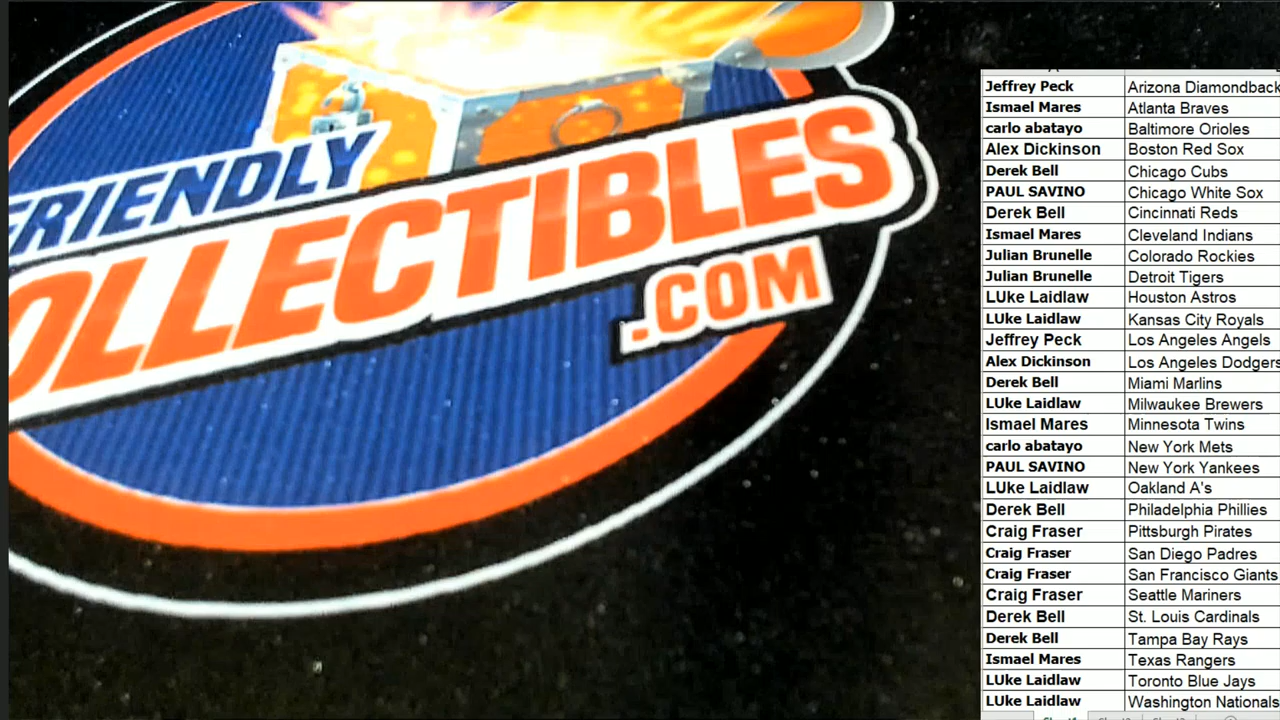 FRIENDLY
OLLECTIBLES
.COM
Jeffrey Peck Arizona Diamondback
Ismael Mares Atlanta Braves
carlo abatayo Baltimore Orioles
Alex Dickinson Boston Red Sox
Derek Bell Chicago Cubs
PAUL SAVINO Chicago White Sox
Derek Bell Cincinnati Reds
Ismael Mares Cleveland Indians
Julian Brunelle Colorado Rockies
Julian Brunelle Detroit Tigers
LUke Laidlaw Houston Astros
LUke Laidlaw Kansas City Royals
Jeffrey Peck Los Angeles Angels
Alex Dickinson Los Angeles Dodgers
Derek Bell Miami Marlins
LUke Laidlaw Milwaukee Brewers
Ismael Mares Minnesota Twins
carlo abatayo New York Mets
PAUL SAVINO New York Yankees
LUke Laidlaw Oakland A's
Derek Bell Philadelphia Phillies
Craig Fraser Pittsburgh Pirates
Craig Fraser San Diego Padres
Craig Fraser San Francisco Giants
Craig Fraser Seattle Mariners
Derek Bell St. Louis Cardinals
Derek Bell Tampa Bay Rays
Ismael Mares Texas Rangers
LUke Laidlaw Toronto Blue Jays
LUke Laidlaw Washington Nationals